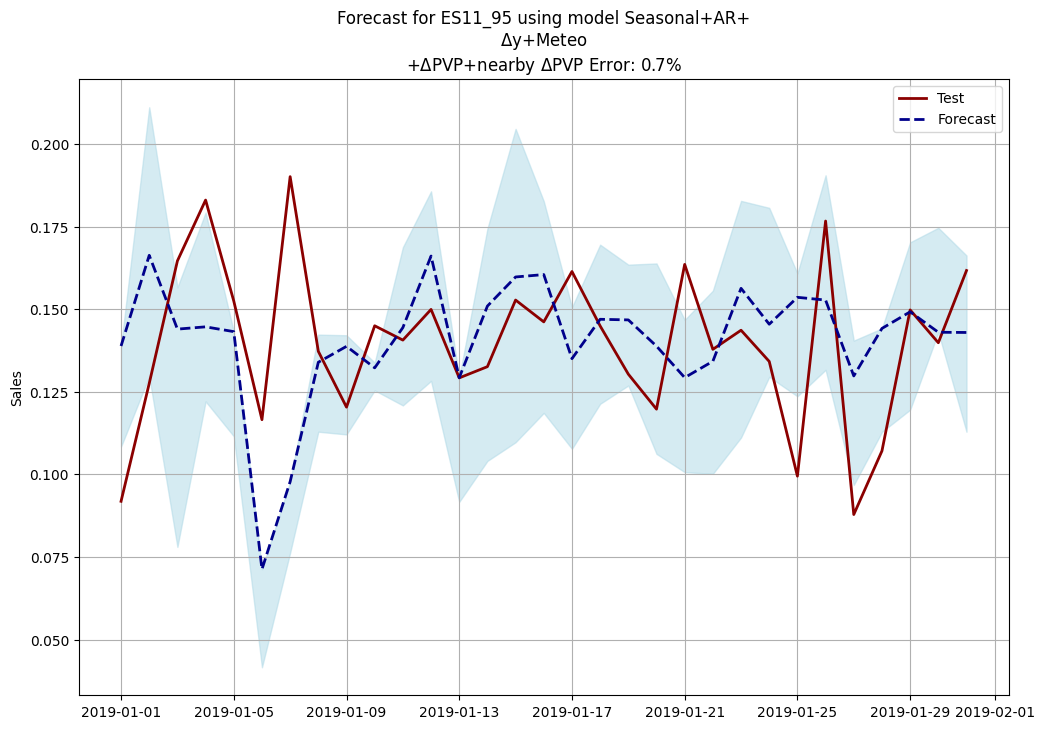 Forecast for ES11_95 using model Seasonal+AR+
Δy+Meteo
+ΔPVP+nearby ΔPVP Error: 0.7%
Test
Forecast
0.200
0.175
0.150
0.125
0.100
0.075
0.050
Sales
2019-01-01 2019-01-05 2019-01-09 2019-01-13 2019-01-17 2019-01-21 2019-01-25 2019-01-29 2019-02-01